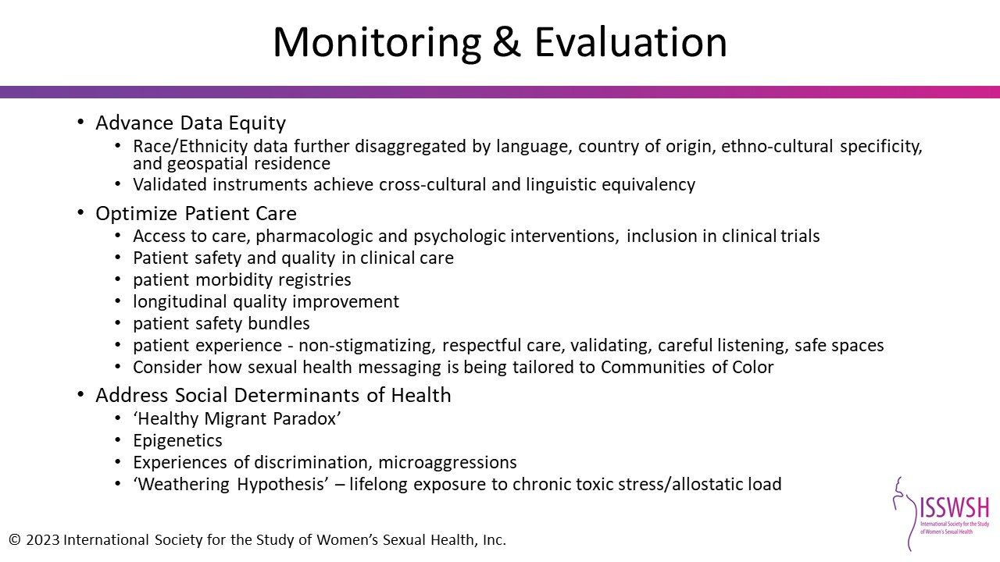 Monitoring & Evaluation
• Advance Data Equity
• Race/Ethnicity data further disaggregated by language, country of origin, ethno-cultural specificity,
and geospatial residence
• Validated instruments achieve cross-cultural and linguistic equivalency
• Optimize Patient Care
• Access to care, pharmacologic and psychologic interventions, inclusion in clinical trials
• Patient safety and quality in clinical care
• patient morbidity registries
• longitudinal quality improvement
• patient safety bundles
• patient experience - non-stigmatizing, respectful care, validating, careful listening, safe spaces
• Consider how sexual health messaging is being tailored to Communities of Color
• Address Social Determinants of Health
• ‘Healthy Migrant Paradox’
• Epigenetics
• Experiences of discrimination, microaggressions
• ‘Weathering Hypothesis’ – lifelong exposure to chronic toxic stress/allostatic load
ISSWSH
International Society for the Study
of Women's Sexual Health
© 2023 International Society for the Study of Women’s Sexual Health, Inc.